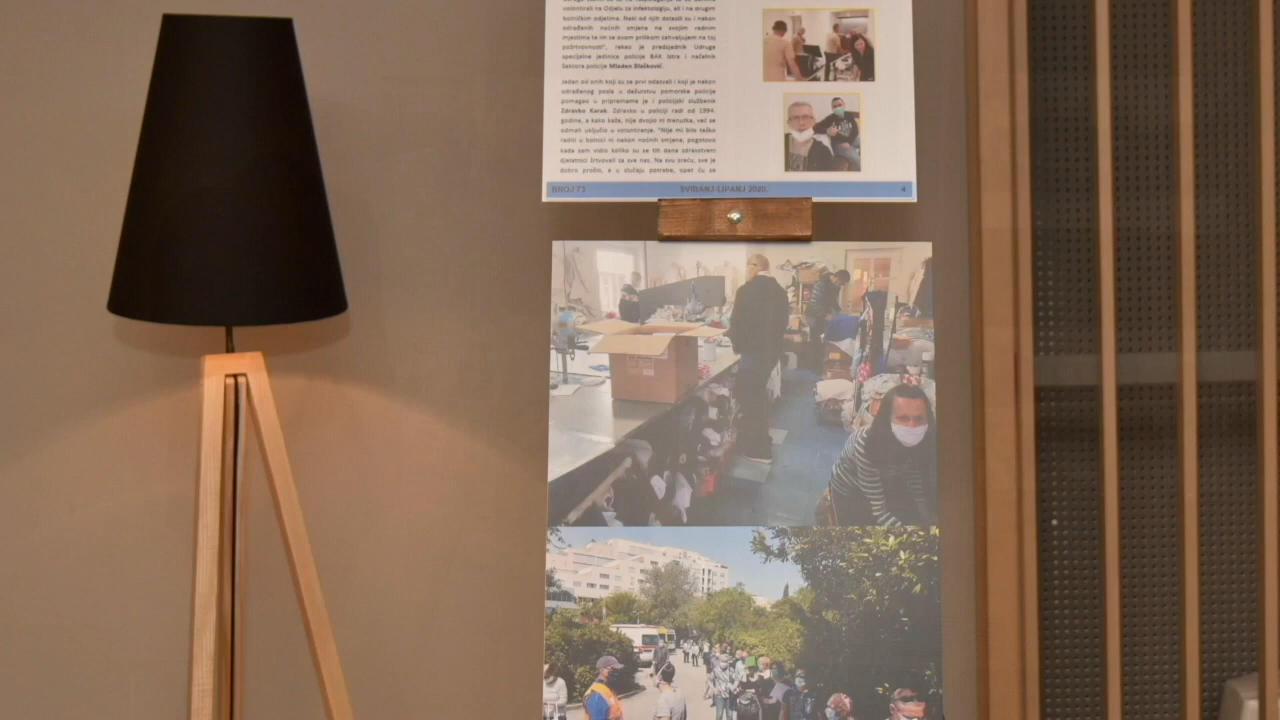 volontirali na Odjelu za infektologiju, ali i na drugim
bolničkim odjelima. Neki od njih dolazili su i nakon
odrađenih noćnih smjena na svojim radnim
mjestima te im se ovom prilikom zahvaljujem na toj
požrtvovnosti", rekao je predsjednik Udruge
specijalne jedinice policije BAK Istra i načelnik
Sektora policije Mladen Blašković.
Jedan od onih koji su se prvi odazvali i koji je nakon
odrađenog posla u dežurstvu pomorske policije
pomagao u pripremama je i policijski službenik
Zdravko Karak. Zdravko u policiji radi od 1994.
godine, a kako kaže, nije dvojio ni trenutka, već se
odmah uključio u volontiranje. "Nije mi bilo teško
raditi u bolnici ni nakon noćnih smjena, pogotovo
kada sam vidio koliko su se tih dana zdravstveni
djelatnici žrtvovali za sve nas. Na svu sreću, sve je
dobro prošlo, a u slučaju potrebe, opet ću se
BROJ 73 SVIBANJ-LIPANJ 2020. 4